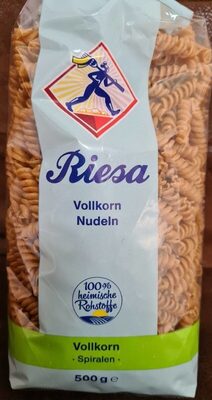 Riesa
Vollkorn
Nudeln
100%
heimische
Rohstoffe
Vollkorn
- Spiralen -
500 g ℮